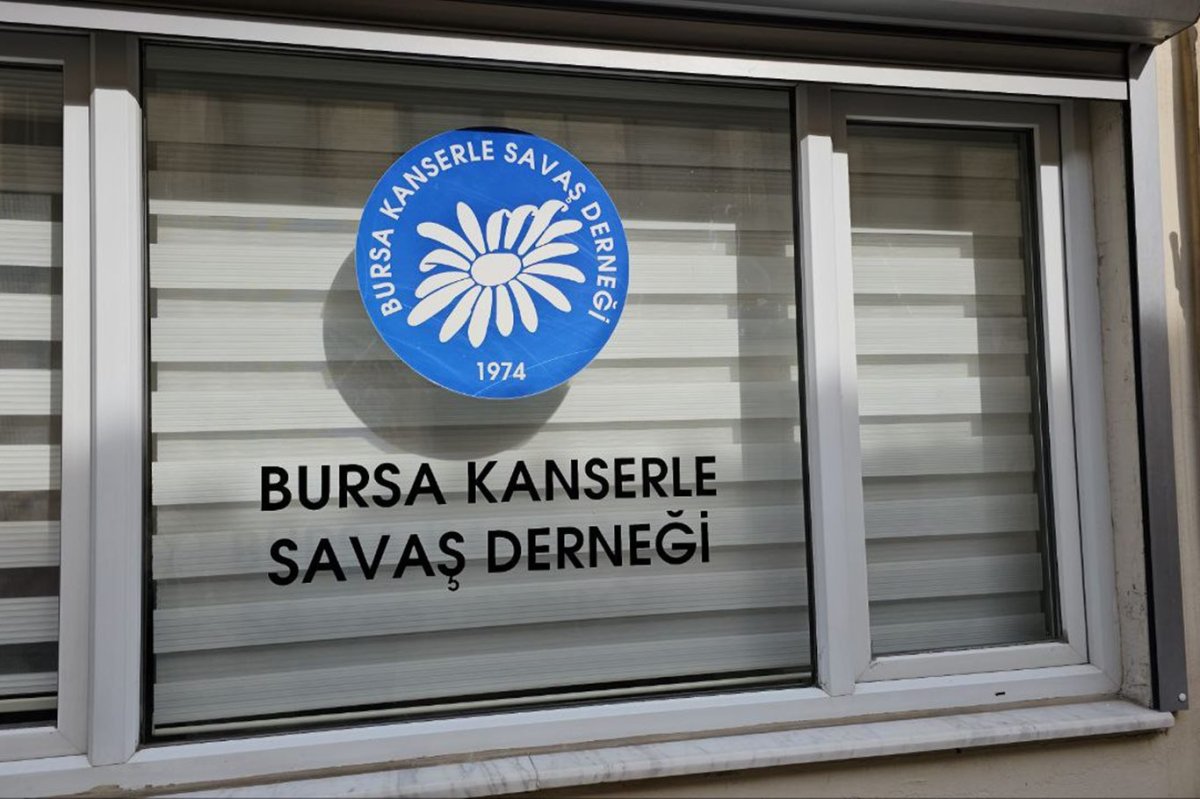 BURSA KANSERLE SAVAŞ DERNEĞİ
1974
BURSA KANSERLE
SAVAŞ DERNEĞİ